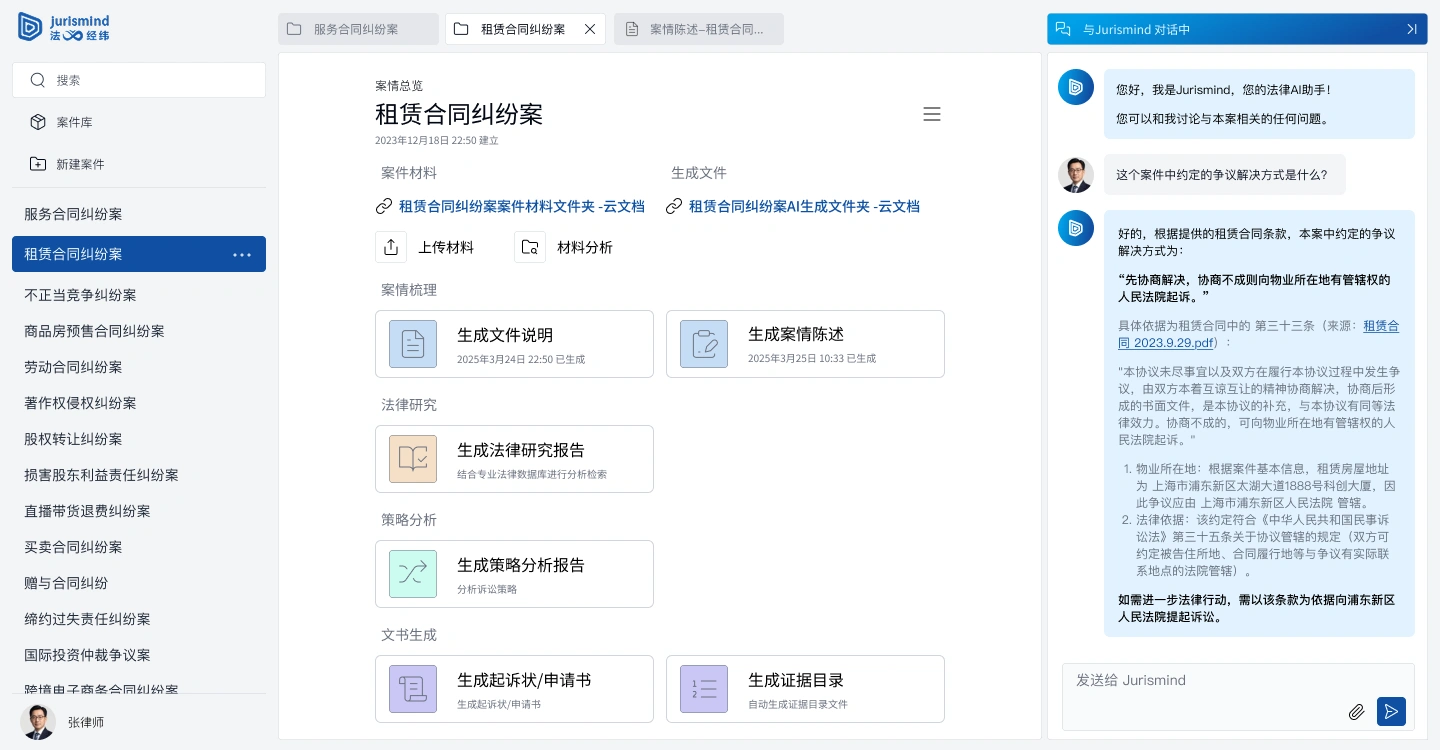 jurismind
法 经纬
搜索
案件库
新建案件
服务合同纠纷案
租赁合同纠纷案
不正当竞争纠纷案
商品房预售合同纠纷案
劳动合同纠纷案
著作权侵权纠纷案
股权转让纠纷案
损害股东利益责任纠纷案
直播带货退费纠纷案
买卖合同纠纷案
赠与合同纠纷
缔约过失责任纠纷案
国际投资仲裁争议案
跨境电子商务合同纠纷案
张律师
服务合同纠纷案
租赁合同纠纷案
案情陈述-租赁合同...
案情总览
租赁合同纠纷案
2023年12月18日 22:50 建立
案件材料
生成文件
租赁合同纠纷案案件材料文件夹 -云文档
租赁合同纠纷案AI生成文件夹 -云文档
上传材料
材料分析
案情梳理
生成文件说明
2025年3月24日 22:50 已生成
生成案情陈述
2025年3月25日 10:33 已生成
法律研究
生成法律研究报告
结合专业法律数据库进行分析检索
策略分析
生成策略分析报告
分析诉讼策略
文书生成
生成起诉状/申请书
生成起诉状/申请书
1
2
生成证据目录
自动生成证据目录文件
与Jurismind 对话中
您好，我是Jurismind，您的法律AI助手！
您可以和我讨论与本案相关的任何问题。
这个案件中约定的争议解决方式是什么？
好的，根据提供的租赁合同条款，本案中约定的争议
解决方式为：
“先协商解决，协商不成则向物业所在地有管辖权的
人民法院起诉。”
具体依据为租赁合同中的 第三十三条（来源：租赁合
同 2023.9.29.pdf）：
"本协议未尽事宜以及双方在履行本协议过程中发生争
议，由双方本着互谅互让的精神协商解决，协商后形
成的书面文件，是本协议的补充，与本协议有同等法
律效力。协商不成的，可向物业所在地有管辖权的人
民法院起诉。"
1. 物业所在地：根据案件基本信息，租赁房屋地址
为 上海市浦东新区太湖大道1888号科创大厦，因
此争议应由 上海市浦东新区人民法院 管辖。
2. 法律依据：该约定符合《中华人民共和国民事诉
讼法》第三十五条关于协议管辖的规定（双方可
约定被告住所地、合同履行地等与争议有实际联
系地点的法院管辖）。
如需进一步法律行动，需以该条款为依据向浦东新区
人民法院提起诉讼。
发送给 Jurismind